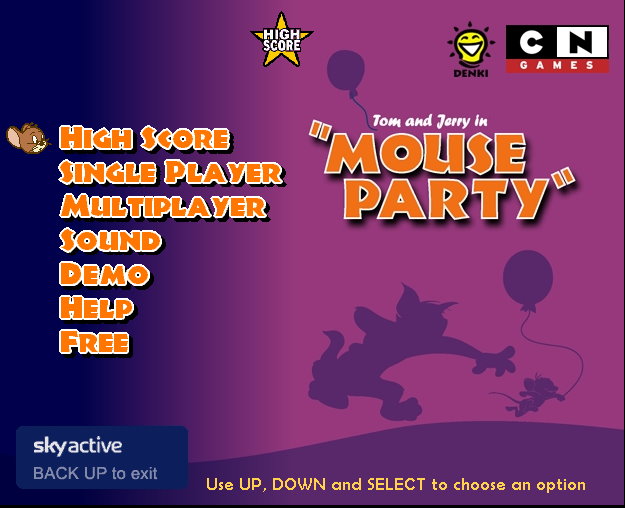 HIGH
SCORE
DENKI
CN
GAMES
Tom and Jerry in
"MOUSE
PARTY"
HIGH SCORE
SINGLE PLAYER
MULTIPLAYER
SOUND
DEMO
HELP
FREE
skyactive
BACK UP to exit
Use UP, DOWN and SELECT to choose an option